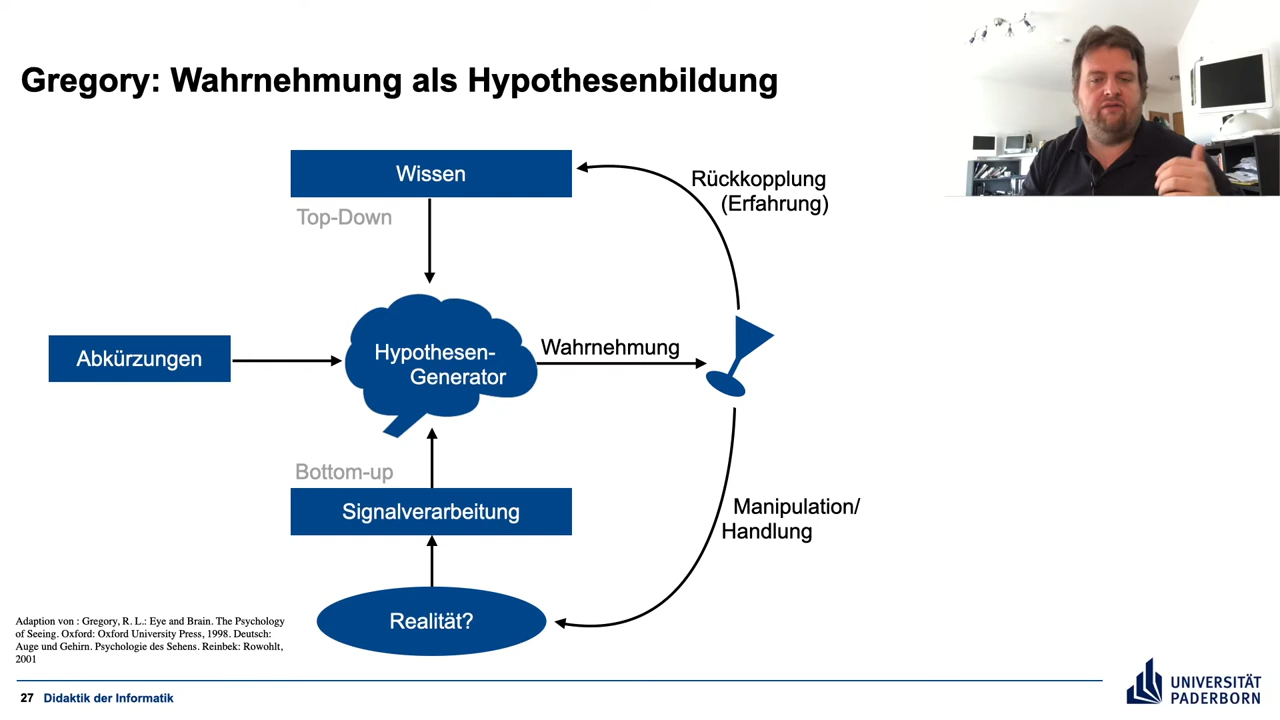 Gregory: Wahrnehmung als Hypothesenbildung
Wissen
Top-Down
Rückkopplung
(Erfahrung)
Abkürzungen
Hypothesen-
Generator
Wahrnehmung
Bottom-up
Signalverarbeitung
Manipulation/
Handlung
Realität?
Adaption von : Gregory, R. L.: Eye and Brain. The Psychology
of Seeing. Oxford: Oxford University Press, 1998. Deutsch:
Auge und Gehirn. Psychologie des Sehens. Reinbek: Rowohlt,
2001
27 Didaktik der Informatik
UNIVERSITÄT
PADERBORN